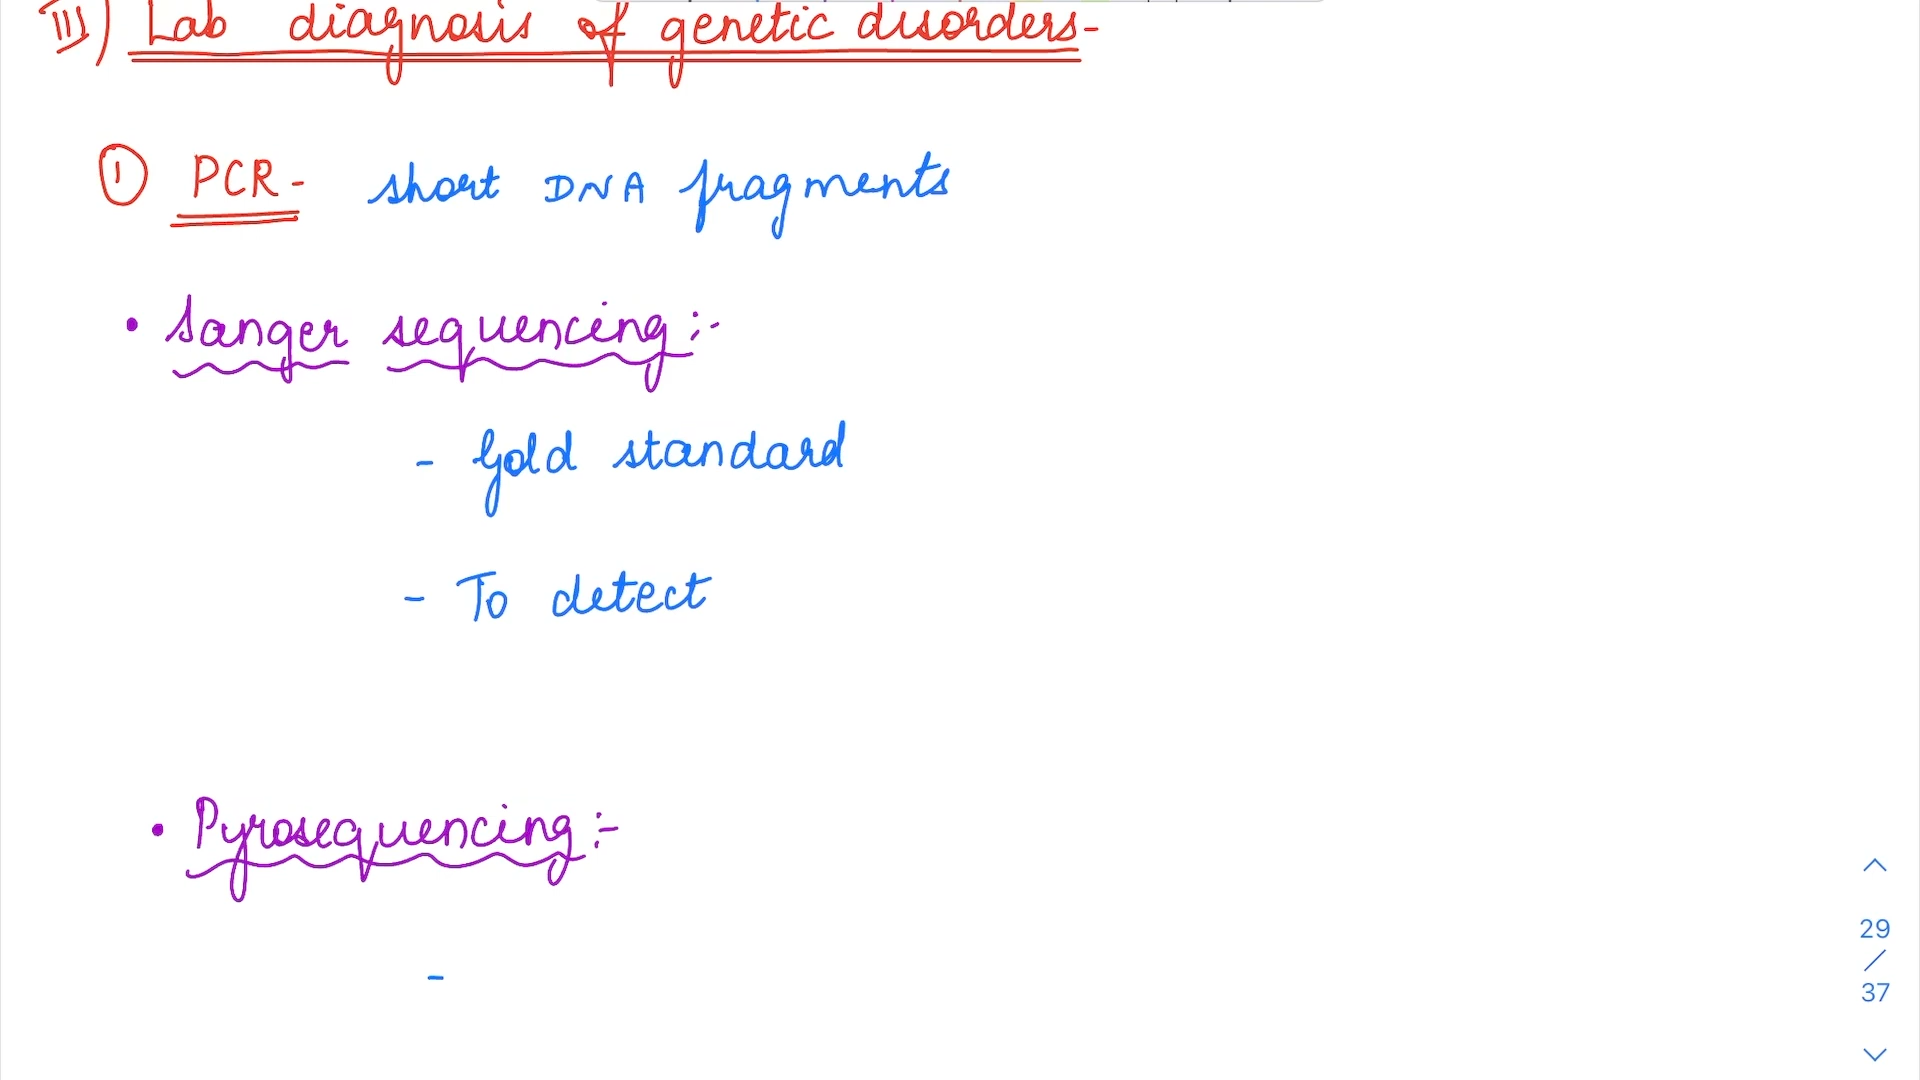 III) Lab diagnosis of genetic disorders-
① PCR- short DNA fragments
• Sanger sequencing:-
- Gold standard
- To detect
• Pyrosequencing:-
-
29
/
37